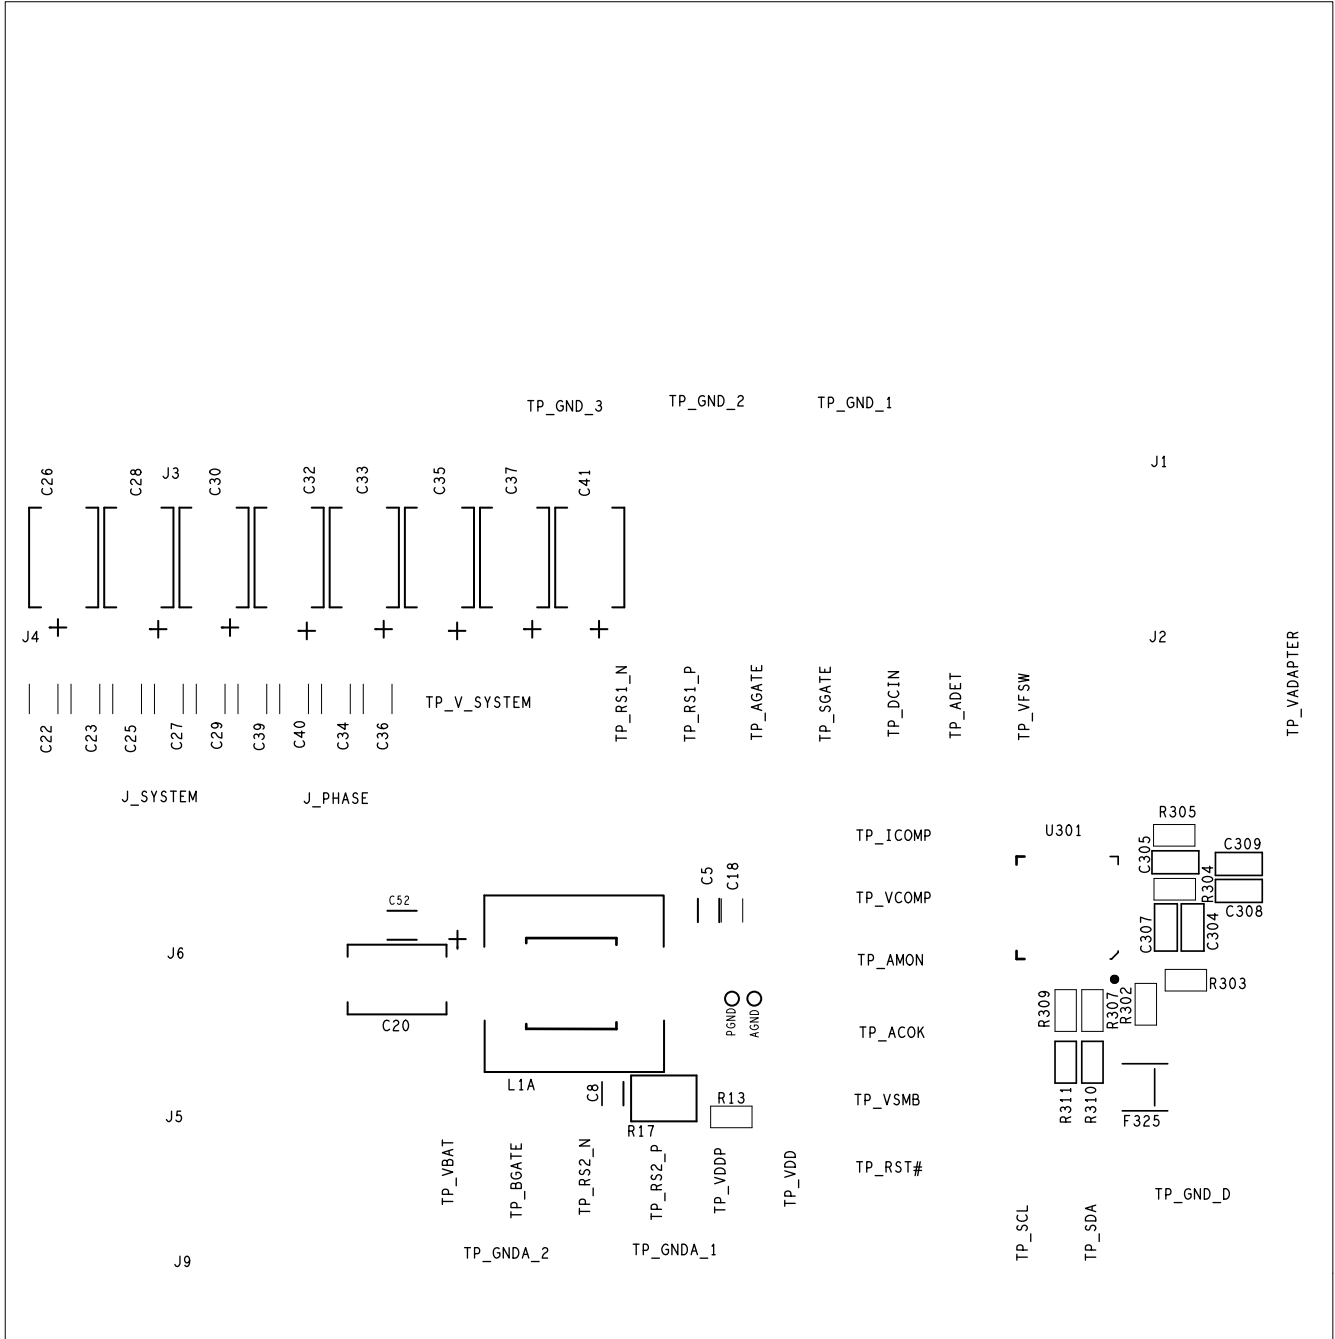 TP_GND_3
TP_GND_2
TP_GND_1
C26
C28
J3
C30
C32
C33
C35
C37
C41
J1
J4
J2
TP_V_SYSTEM
TP_RS1_N
TP_RS1_P
TP_AGATE
TP_SGATE
TP_DCIN
TP_ADET
TP_VFSW
TP_VADAPTER
C22
C23
C25
C27
C29
C39
C40
C34
C36
J_SYSTEM
J_PHASE
R305
TP_ICOMP
U301
C305
C309
C5
C18
R304
C52
TP_VCOMP
C308
C307
C304
J6
TP_AMON
R303
R309
R307
R302
C20
PGND
AGND
TP_ACOK
L1A
C8
R13
TP_VSMB
R311
R310
J5
R17
F325
TP_VBAT
TP_BGATE
TP_RS2_N
TP_RS2_P
TP_VDDP
TP_VDD
TP_RST#
TP_GND_D
TP_SCL
TP_SDA
TP_GNDA_2
TP_GNDA_1
J9